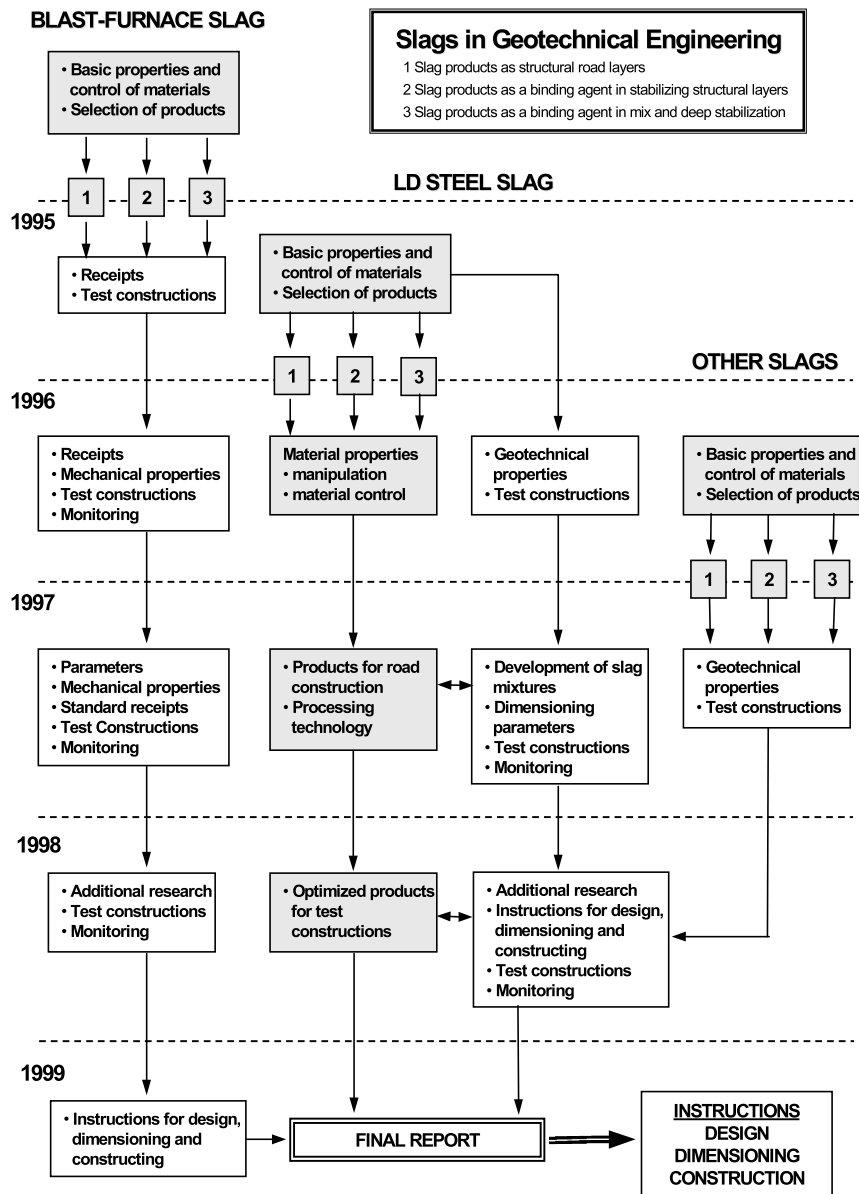 BLAST-FURNACE SLAG
Slags in Geotechnical Engineering
1 Slag products as structural road layers
2 Slag products as a binding agent in stabilizing structural layers
3 Slag products as a binding agent in mix and deep stabilization
• Basic properties and
control of materials
• Selection of products
1 2 3
LD STEEL SLAG
1995
• Receipts
• Test constructions
• Basic properties and
control of materials
• Selection of products
1 2 3
OTHER SLAGS
1996
• Receipts
• Mechanical properties
• Test constructions
• Monitoring
Material properties
• manipulation
• material control
• Geotechnical
properties
• Test constructions
• Basic properties and
control of materials
• Selection of products
1 2 3
1997
• Parameters
• Mechanical properties
• Standard receipts
• Test Constructions
• Monitoring
• Products for road
construction
• Processing
technology
• Development of slag
mixtures
• Dimensioning
parameters
• Test constructions
• Monitoring
• Geotechnical
properties
• Test constructions
1998
• Additional research
• Test constructions
• Monitoring
• Optimized products
for test
constructions
• Additional research
• Instructions for design,
dimensioning and
constructing
• Test constructions
• Monitoring
1999
• Instructions for design,
dimensioning and
constructing
FINAL REPORT
INSTRUCTIONS
DESIGN
DIMENSIONING
CONSTRUCTION